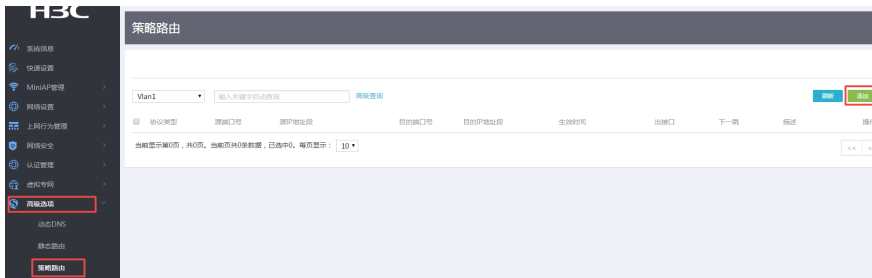 H3C
策略路由
系统信息
快速设置
MiniAP管理
网络设置
上网行为管理
网络安全
认证管理
虚拟专网
高级选项
动态DNS
静态路由
策略路由
Vlan1 输入关键字自动查询 高级查询 刷新 添加
协议类型 源端口号 源IP地址段 目的端口号 目的IP地址段 生效时间 出接口 下一跳 描述 操作
当前显示第0页，共0页。当前页共0条数据，已选中0。每页显示： 10
<< <